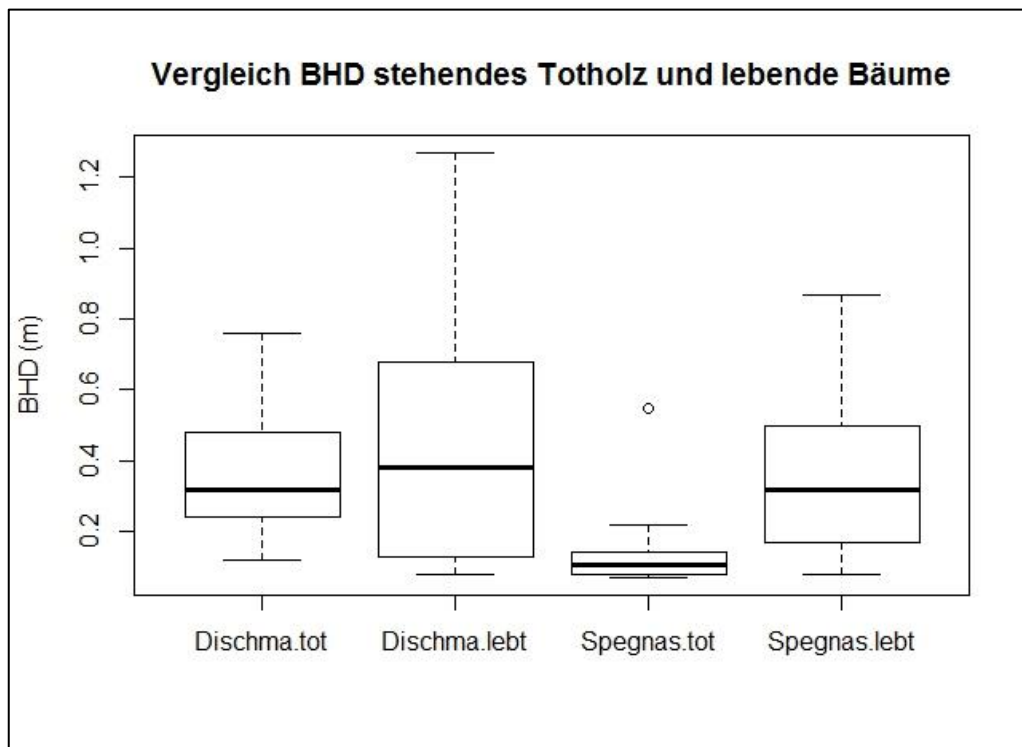 Vergleich BHD stehendes Totholz und lebende Bäume
BHD (m)
1.2
1.0
0.8
0.6
0.4
0.2
Dischma.tot Dischma.lebt Spegnas.tot Spegnas.lebt